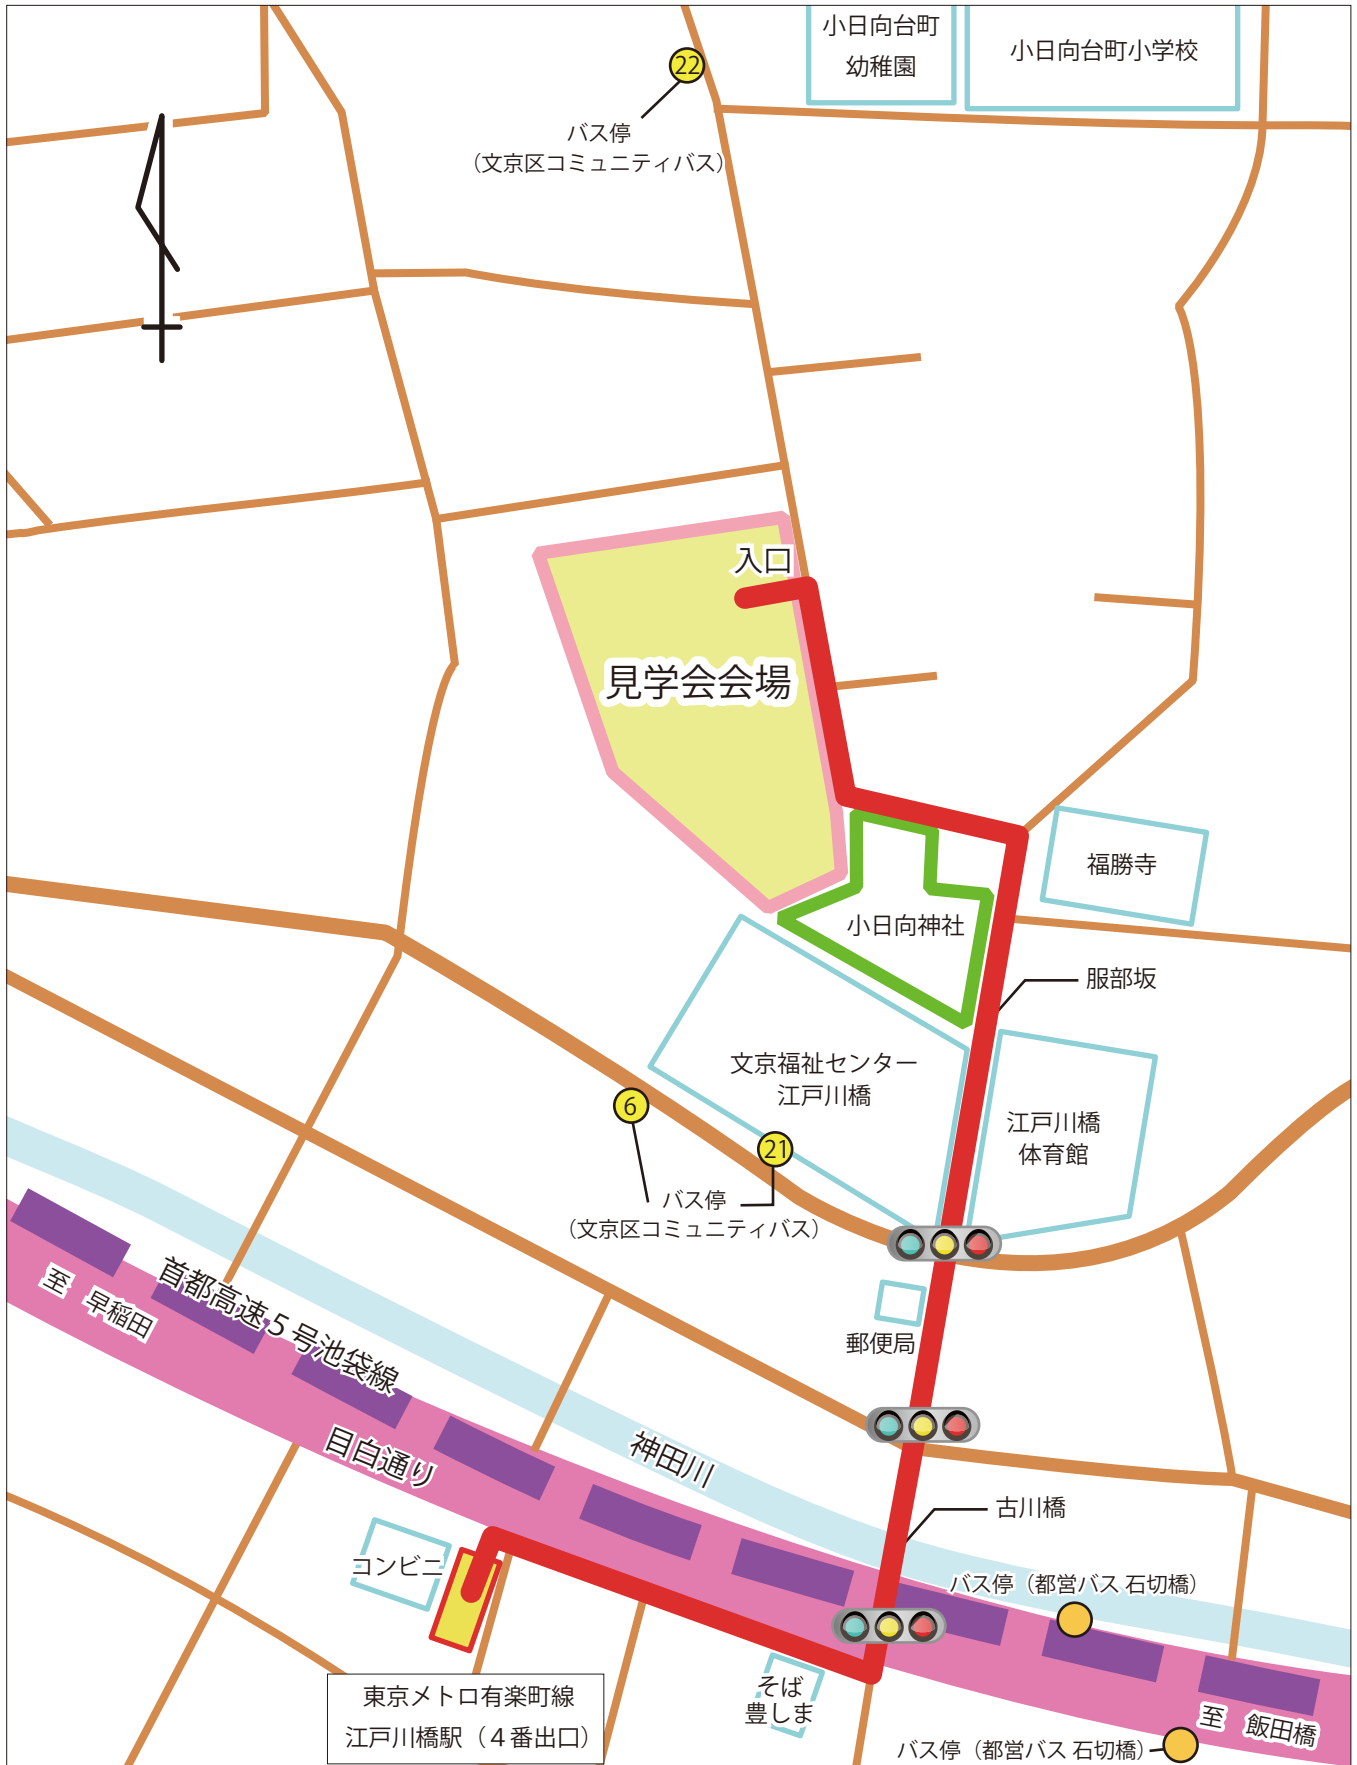 小日向台町
幼稚園
小日向台町小学校
22
バス停
（文京区コミュニティバス）
入口
見学会会場
福勝寺
小日向神社
服部坂
文京福祉センター
江戸川橋
江戸川橋
体育館
6
21
バス停
（文京区コミュニティバス）
首都高速５号池袋線
至　早稲田
郵便局
目白通り
神田川
古川橋
コンビニ
バス停（都営バス 石切橋）
そば
豊しま
東京メトロ有楽町線
江戸川橋駅（４番出口）
至　飯田橋
バス停（都営バス 石切橋）